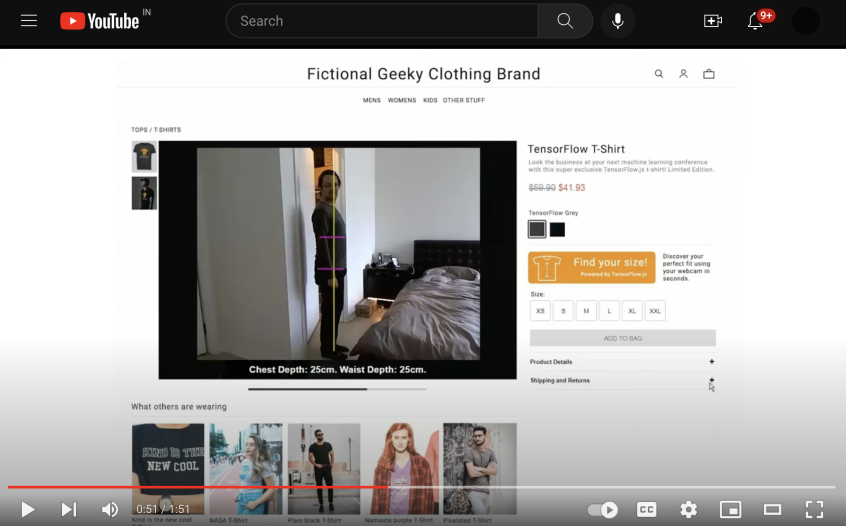 YouTube IN
Search
9+
Fictional Geeky Clothing Brand
MENS WOMENS KIDS OTHER STUFF
TOPS / T-SHIRTS
TensorFlow T-Shirt
Look the business at your next machine learning conference
with this super exclusive TensorFlow.js t-shirt! Limited Edition.
$59.90 $41.93
TensorFlow Grey
Find your size!
Powered by TensorFlow.js
Discover your
perfect fit using
your webcam in
seconds.
Size:
XS S M L XL XXL
ADD TO BAG
Product Details +
Shipping and Returns +
Chest Depth: 25cm. Waist Depth: 25cm.
What others are wearing
KIND IS THE
NEW COOL
Kind is the new cool
NASA T-Shirt
Plain black T-Shirt
Namaste purple T-Shirt
Pixelated T-Shirt
0:51 / 1:51
CC